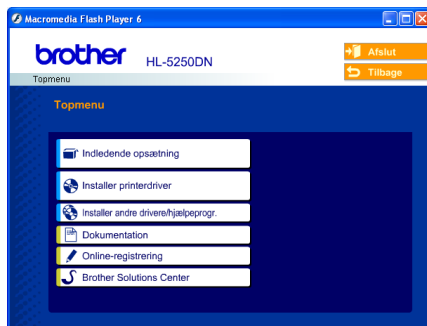 Macromedia Flash Player 6
brother
HL-5250DN
Afslut
Tilbage
Topmenu
Topmenu
Indledende opsætning
Installer printerdriver
Installer andre drivere/hjælpeprogr.
Dokumentation
Online-registrering
Brother Solutions Center